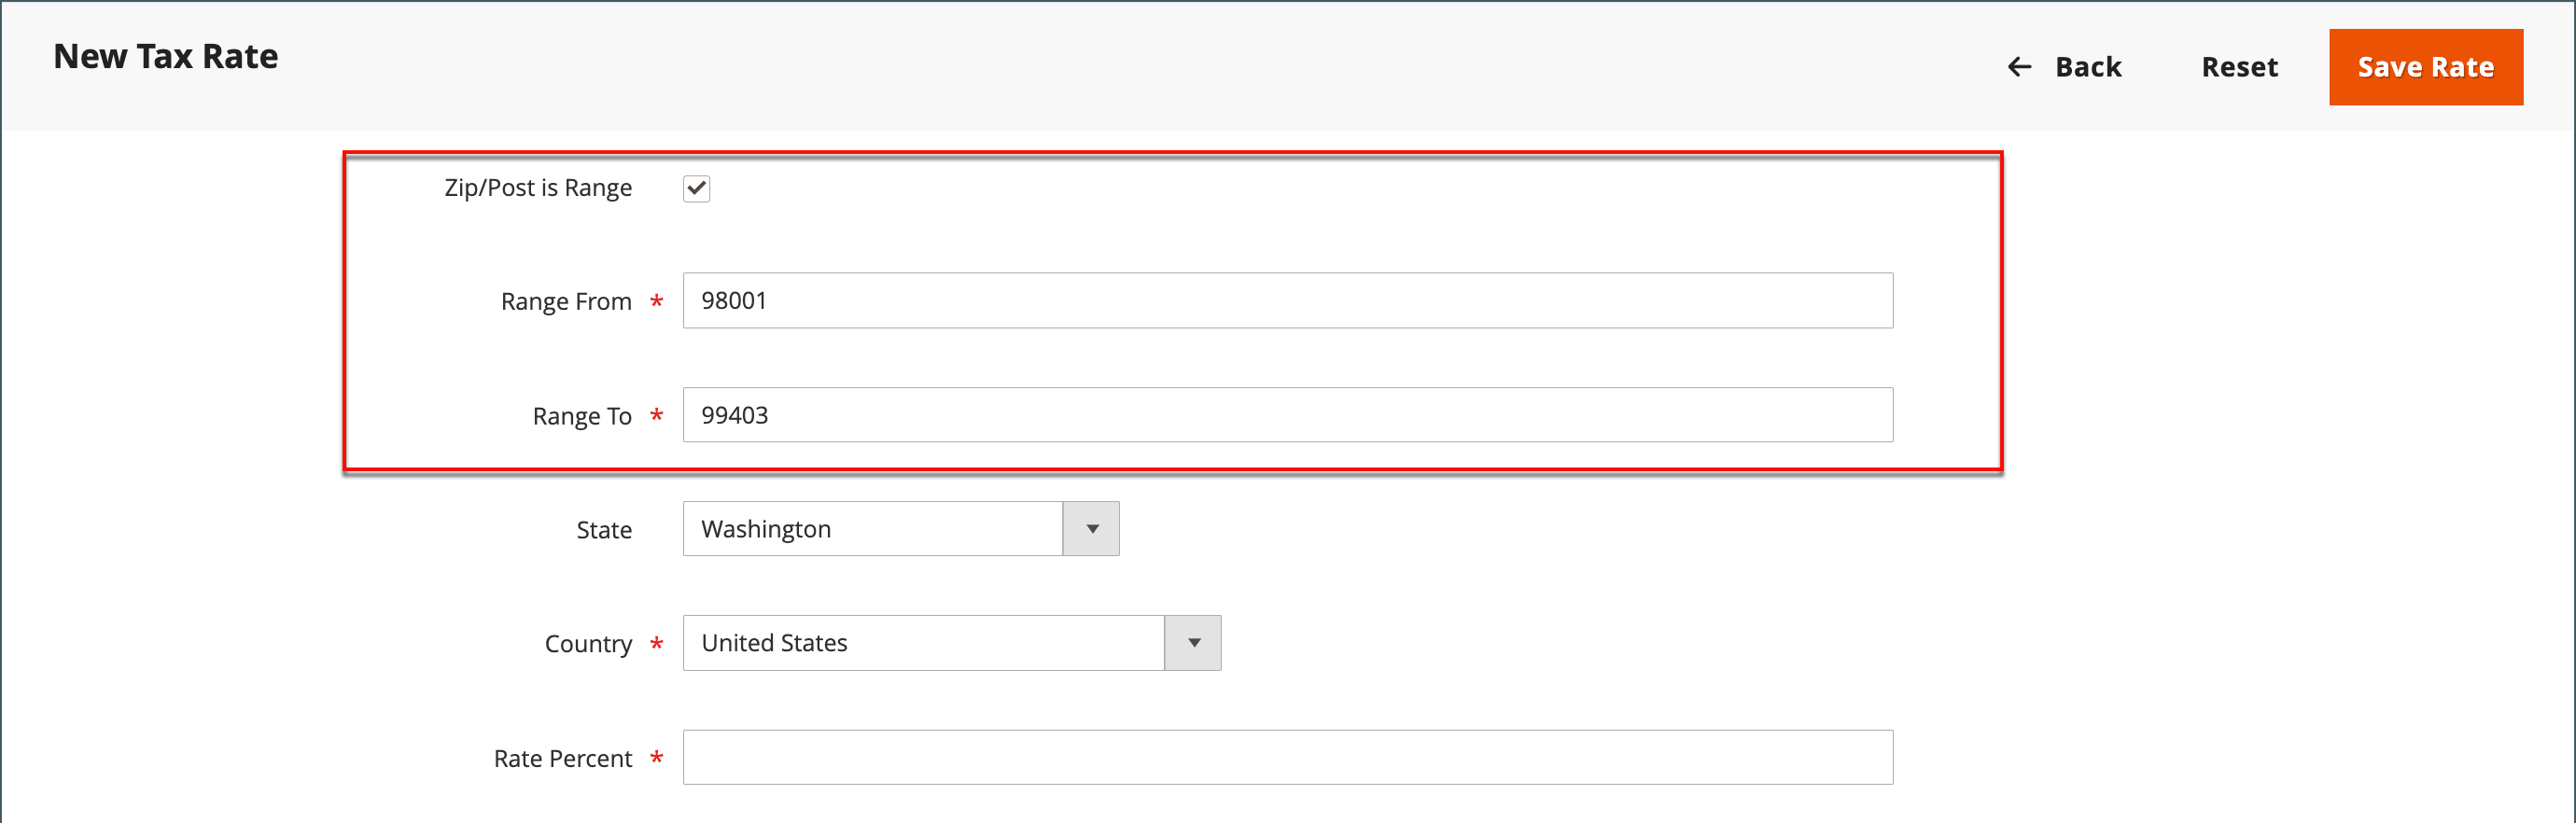 New Tax Rate
← Back Reset Save Rate
Zip/Post is Range
Range From * 98001
Range To * 99403
State Washington
Country * United States
Rate Percent *